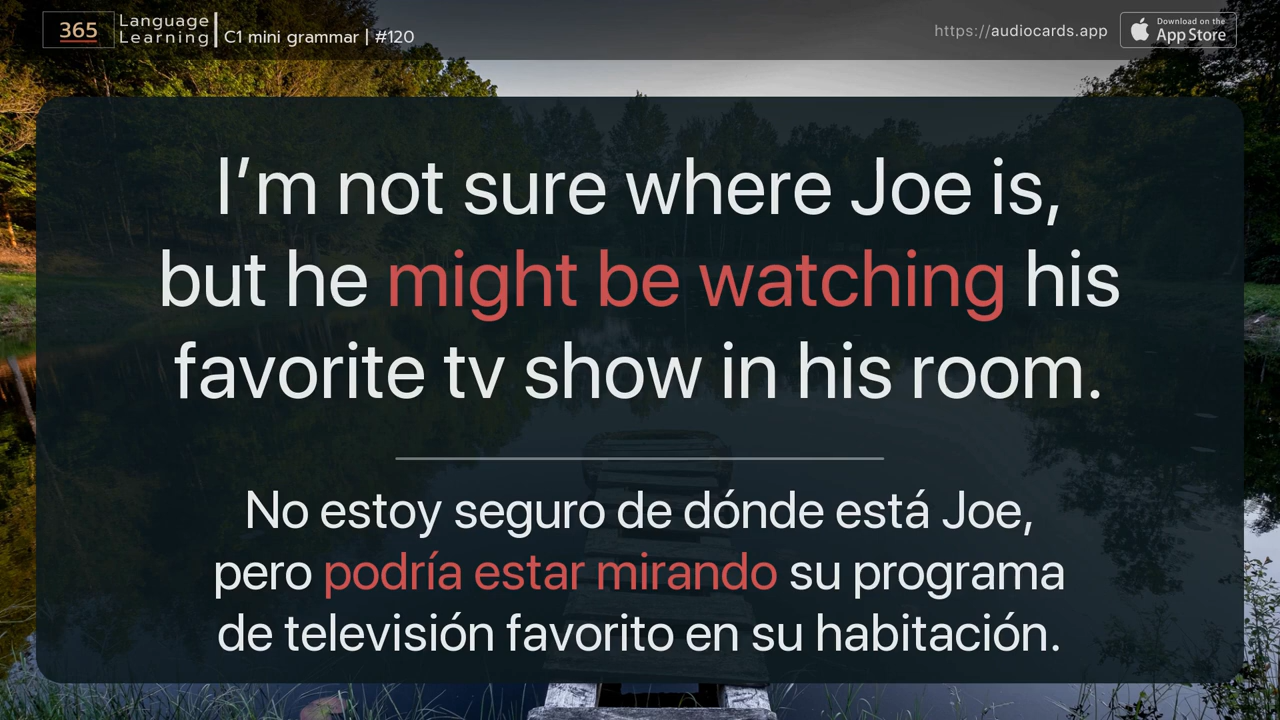 365
Language
Learning
C1 mini grammar | #120
https://audiocards.app
Download on the
App Store
I’m not sure where Joe is,
but he might be watching his
favorite tv show in his room.
No estoy seguro de dónde está Joe,
pero podría estar mirando su programa
de televisión favorito en su habitación.